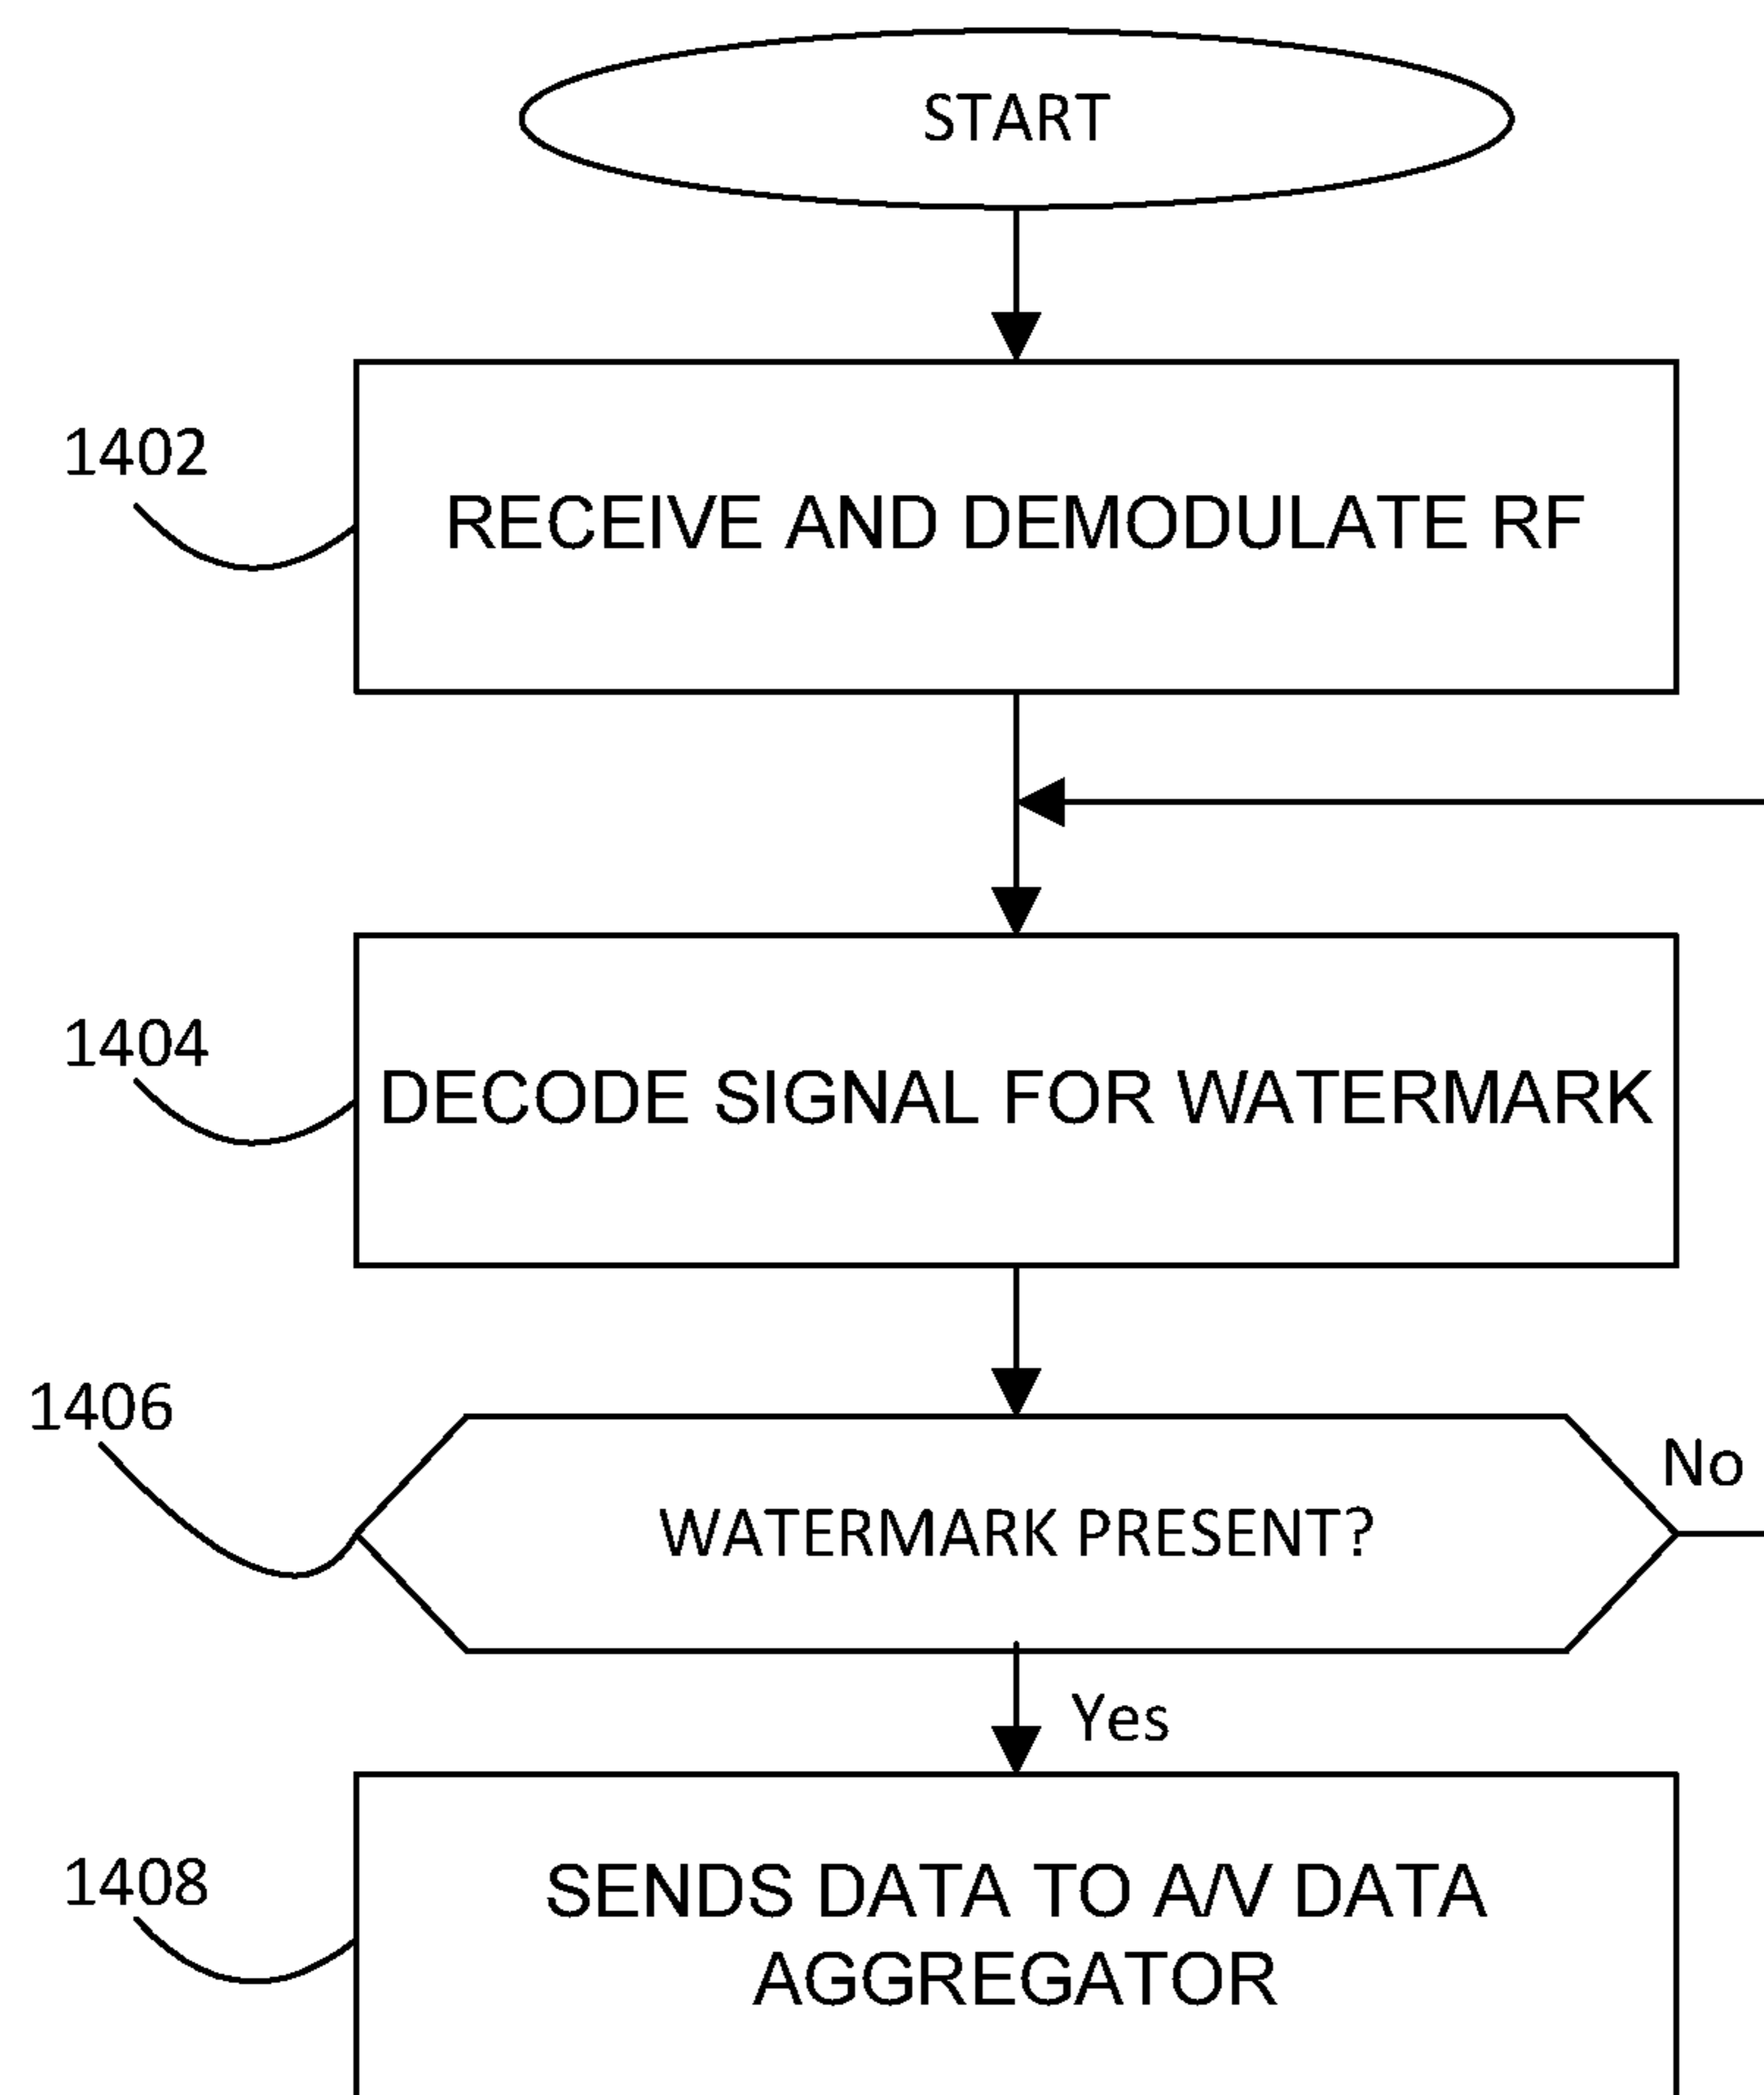 START
1402
RECEIVE AND DEMODULATE RF
1404
DECODE SIGNAL FOR WATERMARK
1406
No
WATERMARK PRESENT?
Yes
1408
SENDS DATA TO A/V DATA
AGGREGATOR